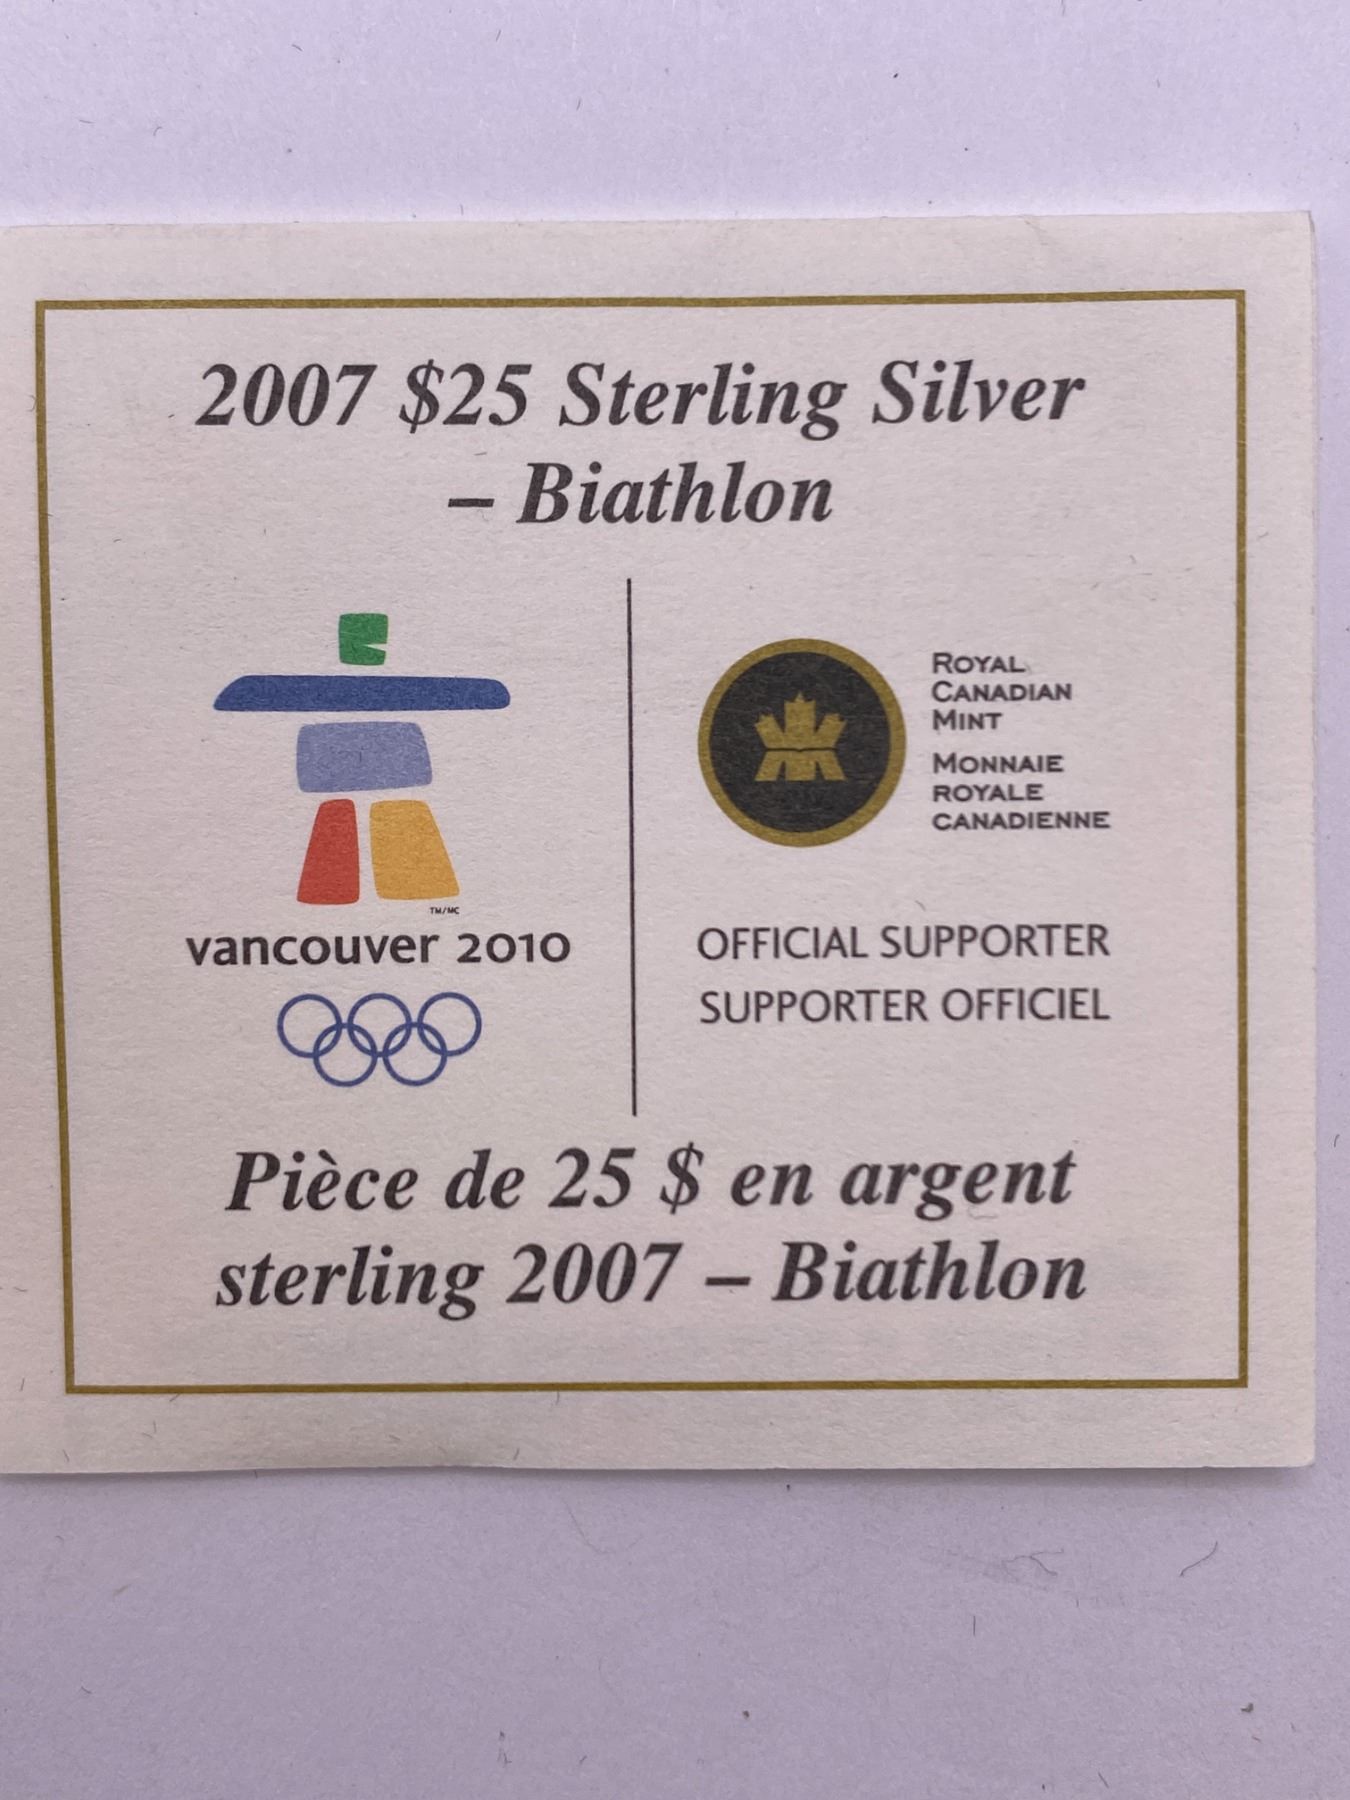 2007 $25 Sterling Silver
– Biathlon
TM/MC
vancouver 2010
ROYAL
CANADIAN
MINT
MONNAIE
ROYALE
CANADIENNE
OFFICIAL SUPPORTER
SUPPORTER OFFICIEL
Pièce de 25 $ en argent
sterling 2007 – Biathlon